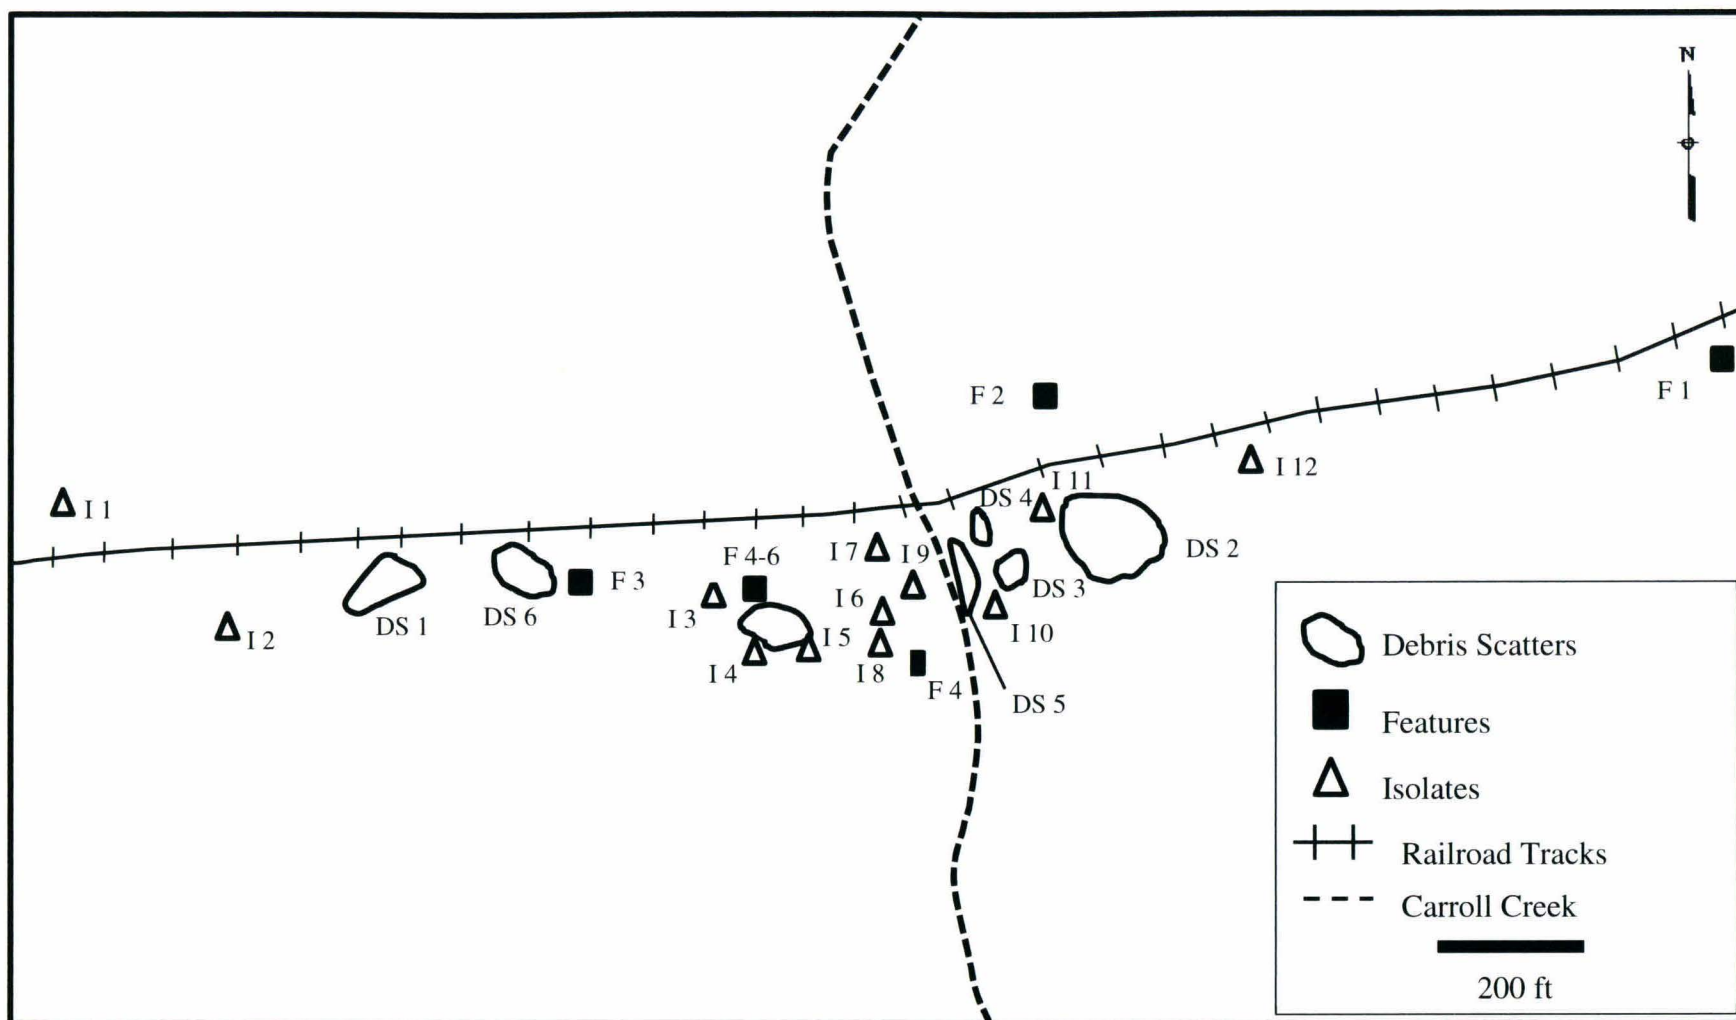 N
F 2
F 1
I 12
I 11
DS 4
I 1
DS 2
I 7
I 9
F 4-6
F 3
DS 3
I 6
I 3
DS 1
DS 6
I 10
I 2
I 5
I 4
I 8
F 4
DS 5
Debris Scatters
Features
Isolates
Railroad Tracks
Carroll Creek
200 ft